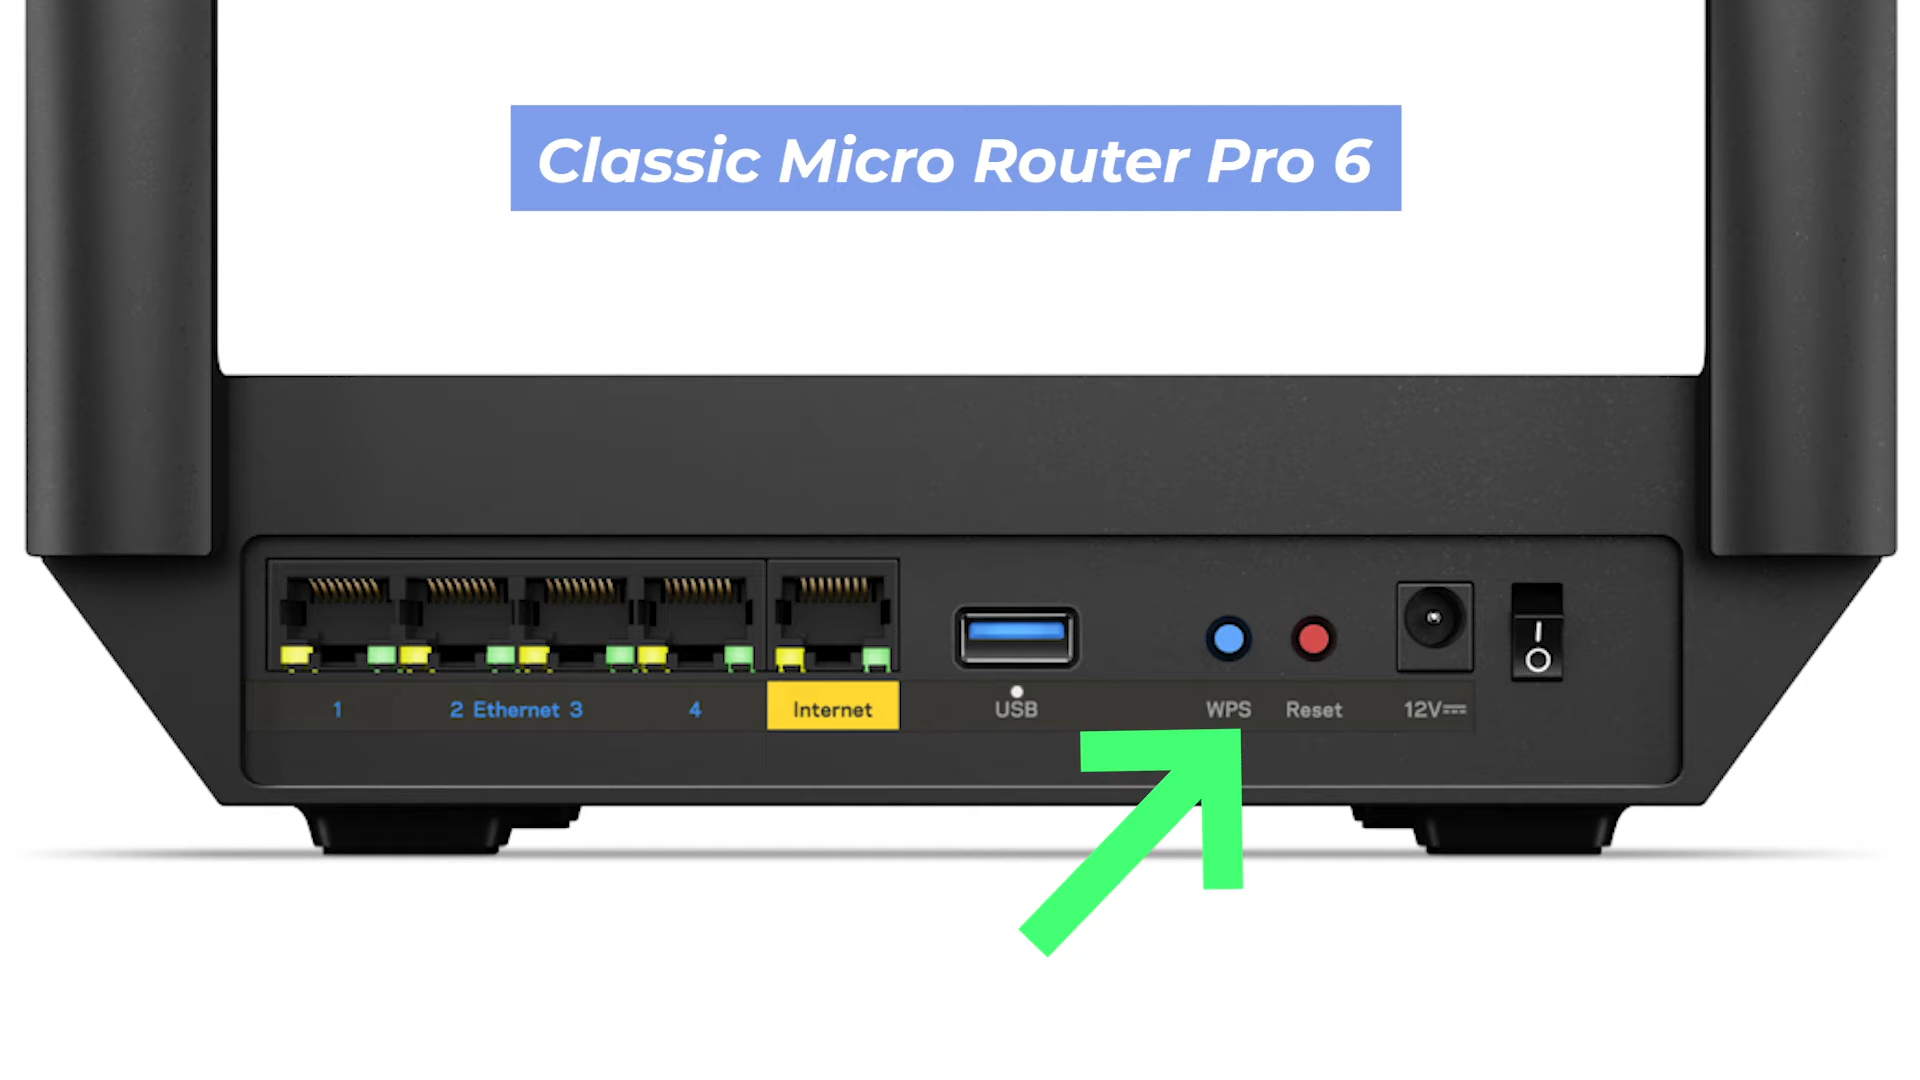 Classic Micro Router Pro 6
1 2 Ethernet 3 4 Internet USB WPS Reset 12V⎓